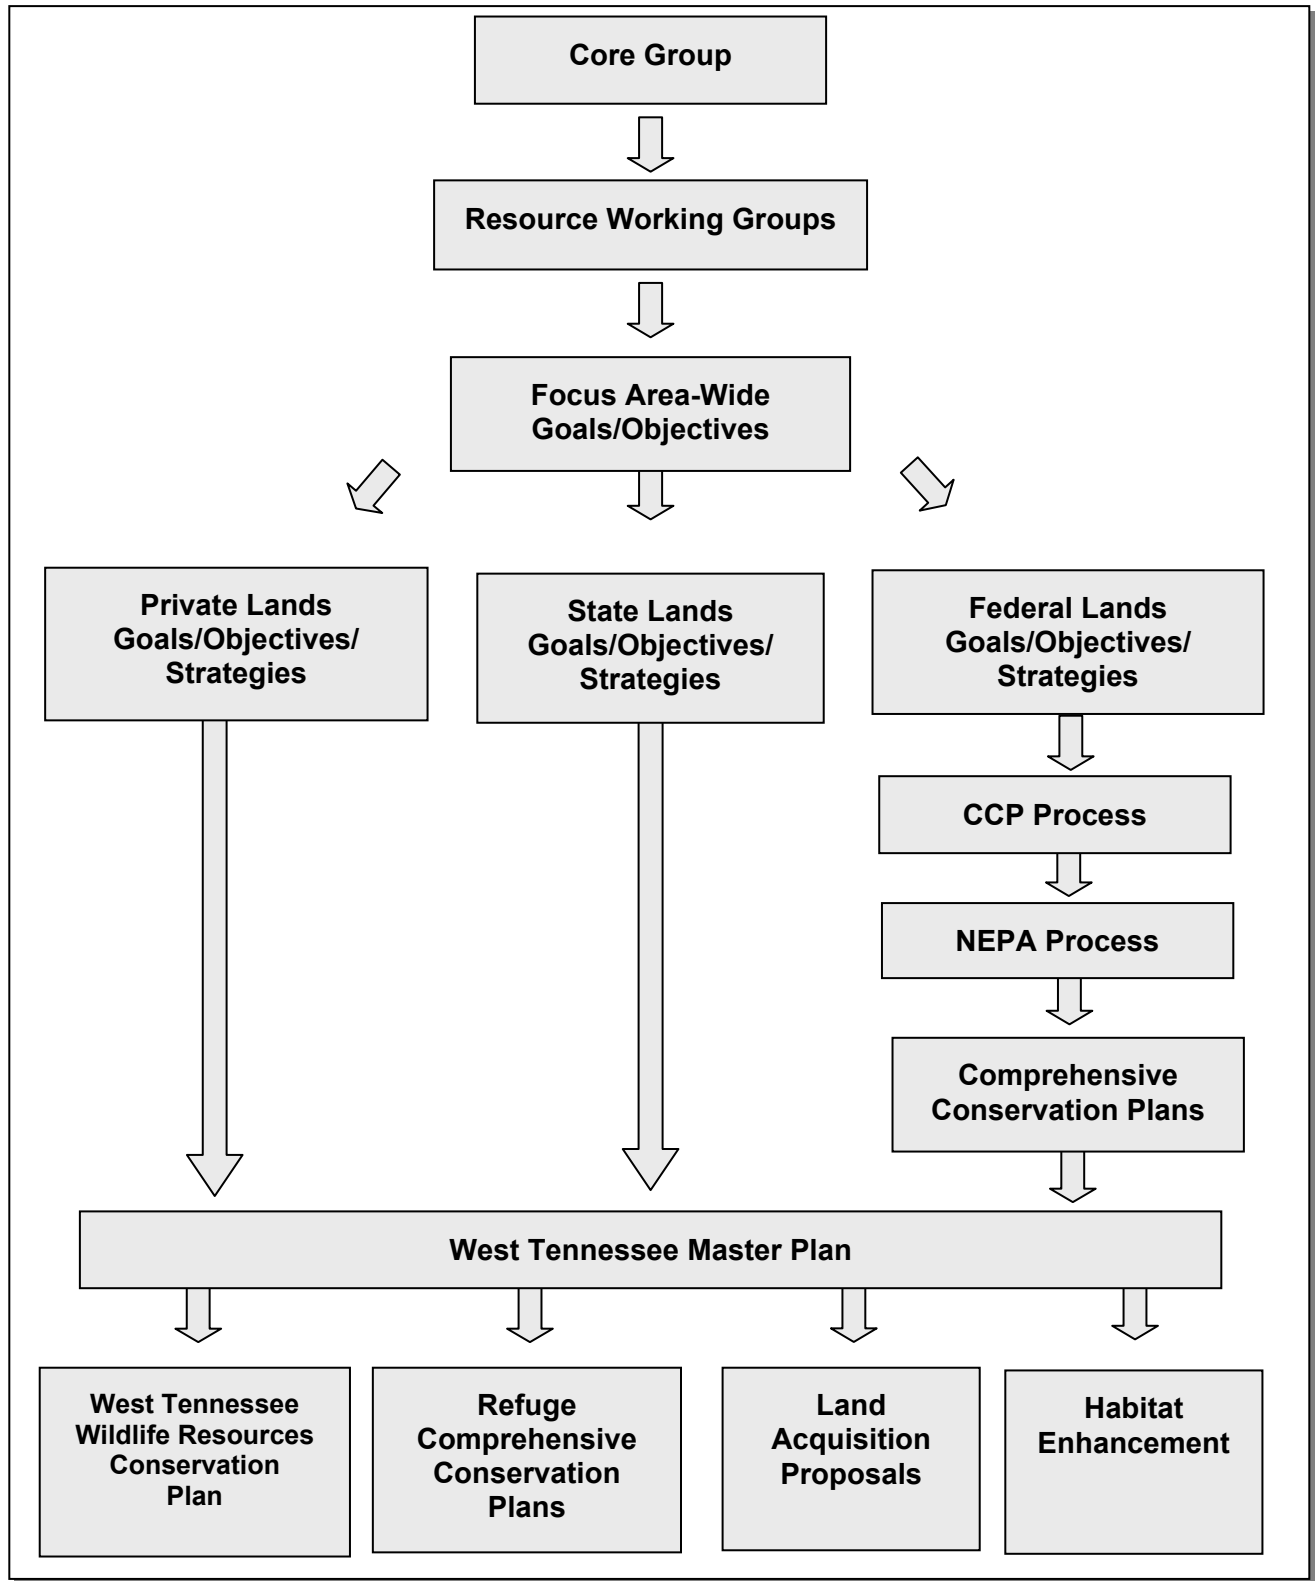 Core Group
Resource Working Groups
Focus Area-Wide
Goals/Objectives
Private Lands
Goals/Objectives/
Strategies
State Lands
Goals/Objectives/
Strategies
Federal Lands
Goals/Objectives/
Strategies
CCP Process
NEPA Process
Comprehensive
Conservation Plans
West Tennessee Master Plan
West Tennessee
Wildlife Resources
Conservation
Plan
Refuge
Comprehensive
Conservation
Plans
Land
Acquisition
Proposals
Habitat
Enhancement